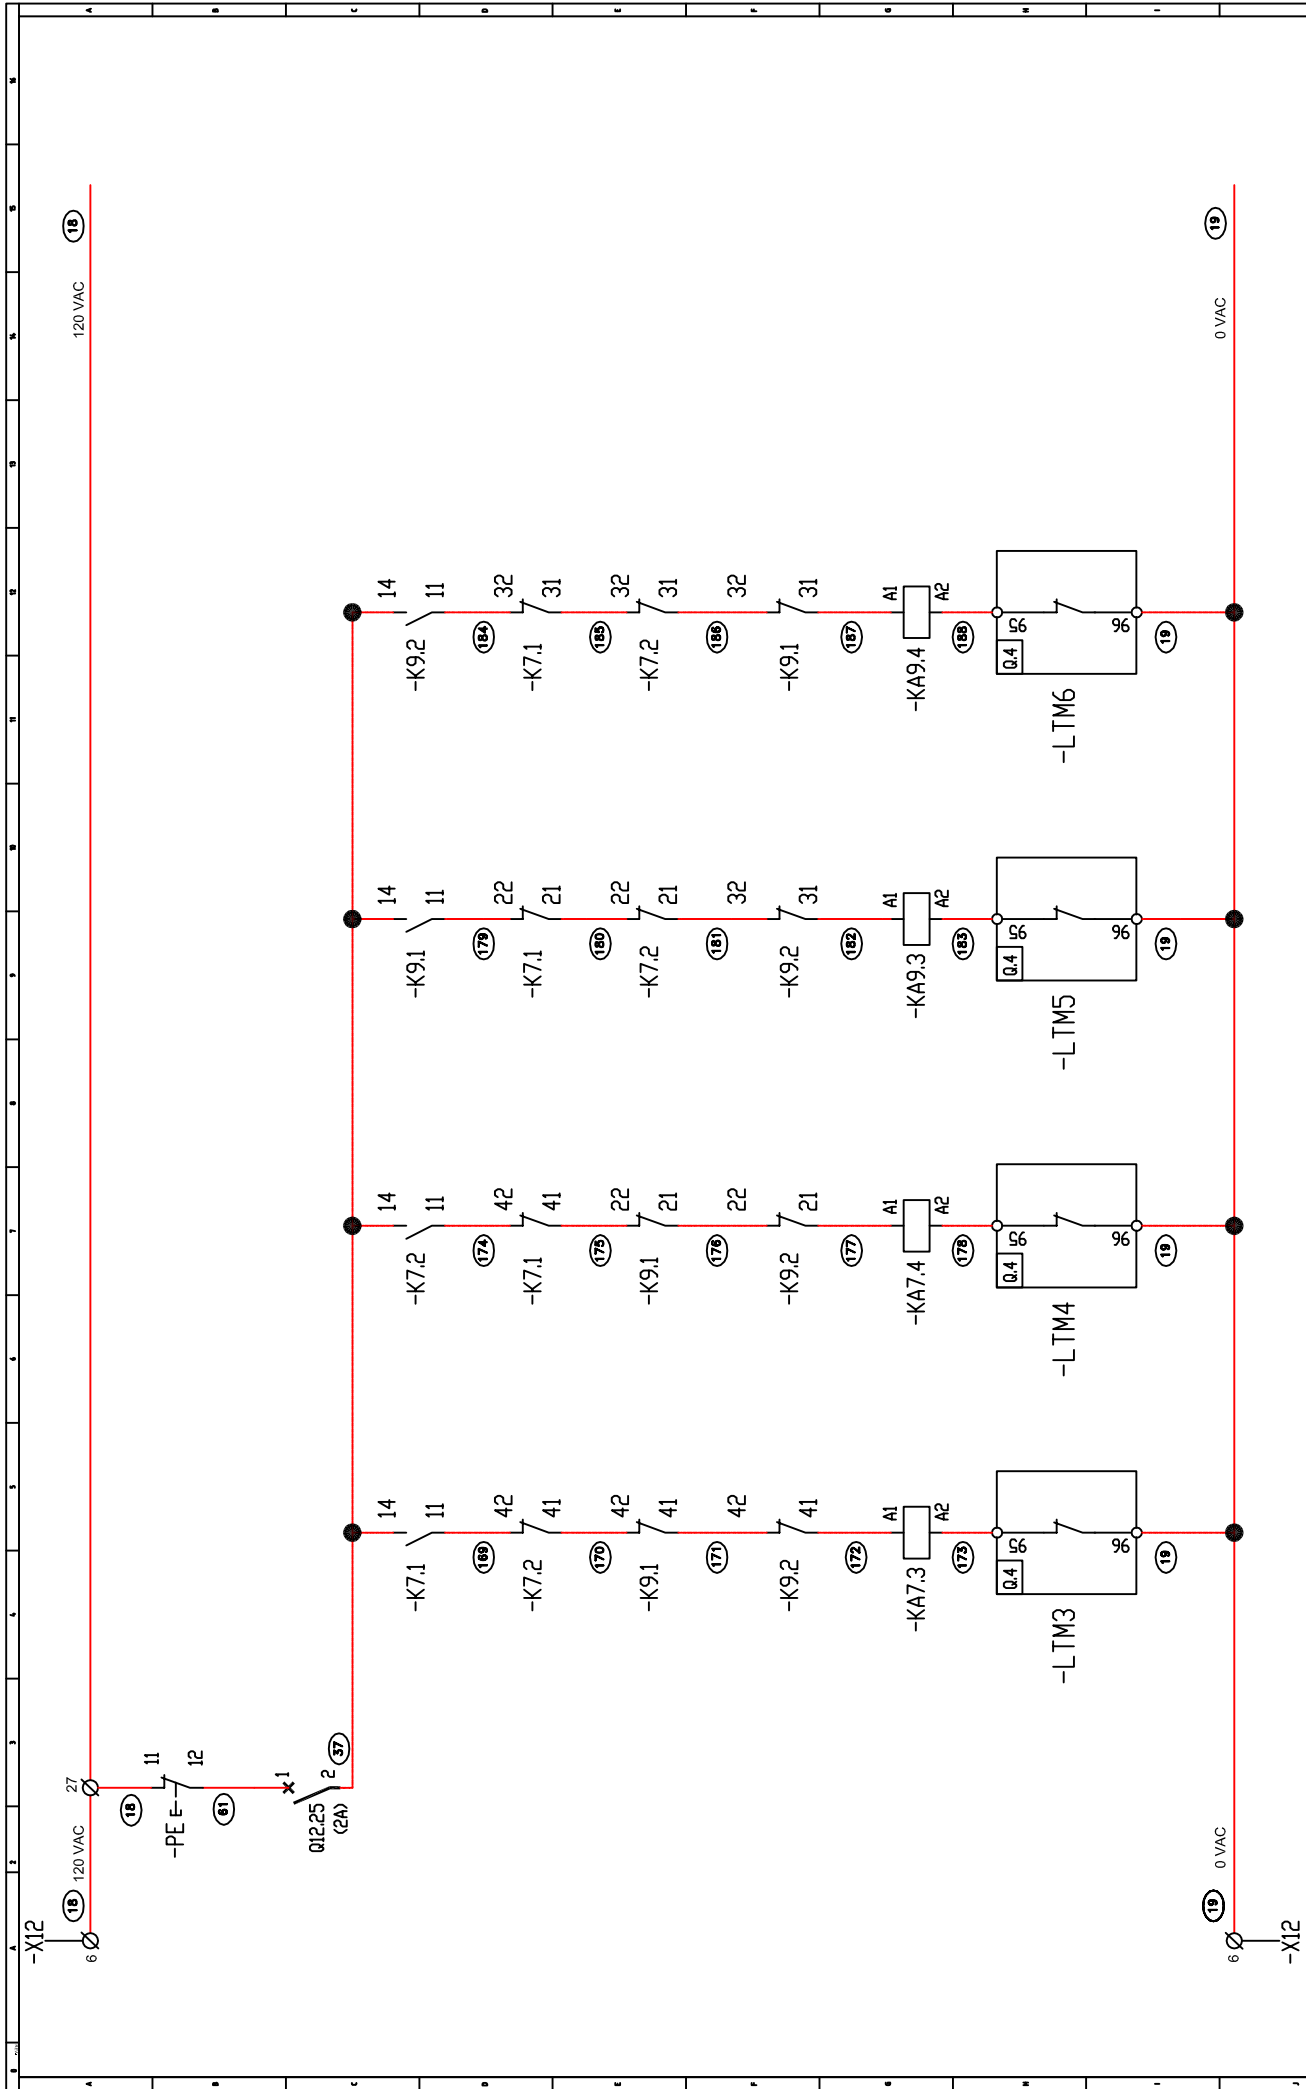 -X12
6
18
120 VAC
27
120 VAC
18
18
11
-PE
12
61
1
Q12.25
(2A)
2
37
14
-K7.1
11
169
42
-K7.2
41
170
42
-K9.1
41
171
42
-K9.2
41
172
A1
-KA7.3
A2
173
95
Q.4
96
-LTM3
19
14
-K7.2
11
174
42
-K7.1
41
175
22
-K9.1
21
176
22
-K9.2
21
177
A1
-KA7.4
A2
178
95
Q.4
96
-LTM4
19
14
-K9.1
11
179
22
-K7.1
21
180
22
-K7.2
21
181
32
-K9.2
31
182
A1
-KA9.3
A2
183
95
Q.4
96
-LTM5
19
14
-K9.2
11
184
32
-K7.1
31
185
32
-K7.2
31
186
32
-K9.1
31
187
A1
-KA9.4
A2
188
95
Q.4
96
-LTM6
19
6
19
0 VAC
0 VAC
19
-X12